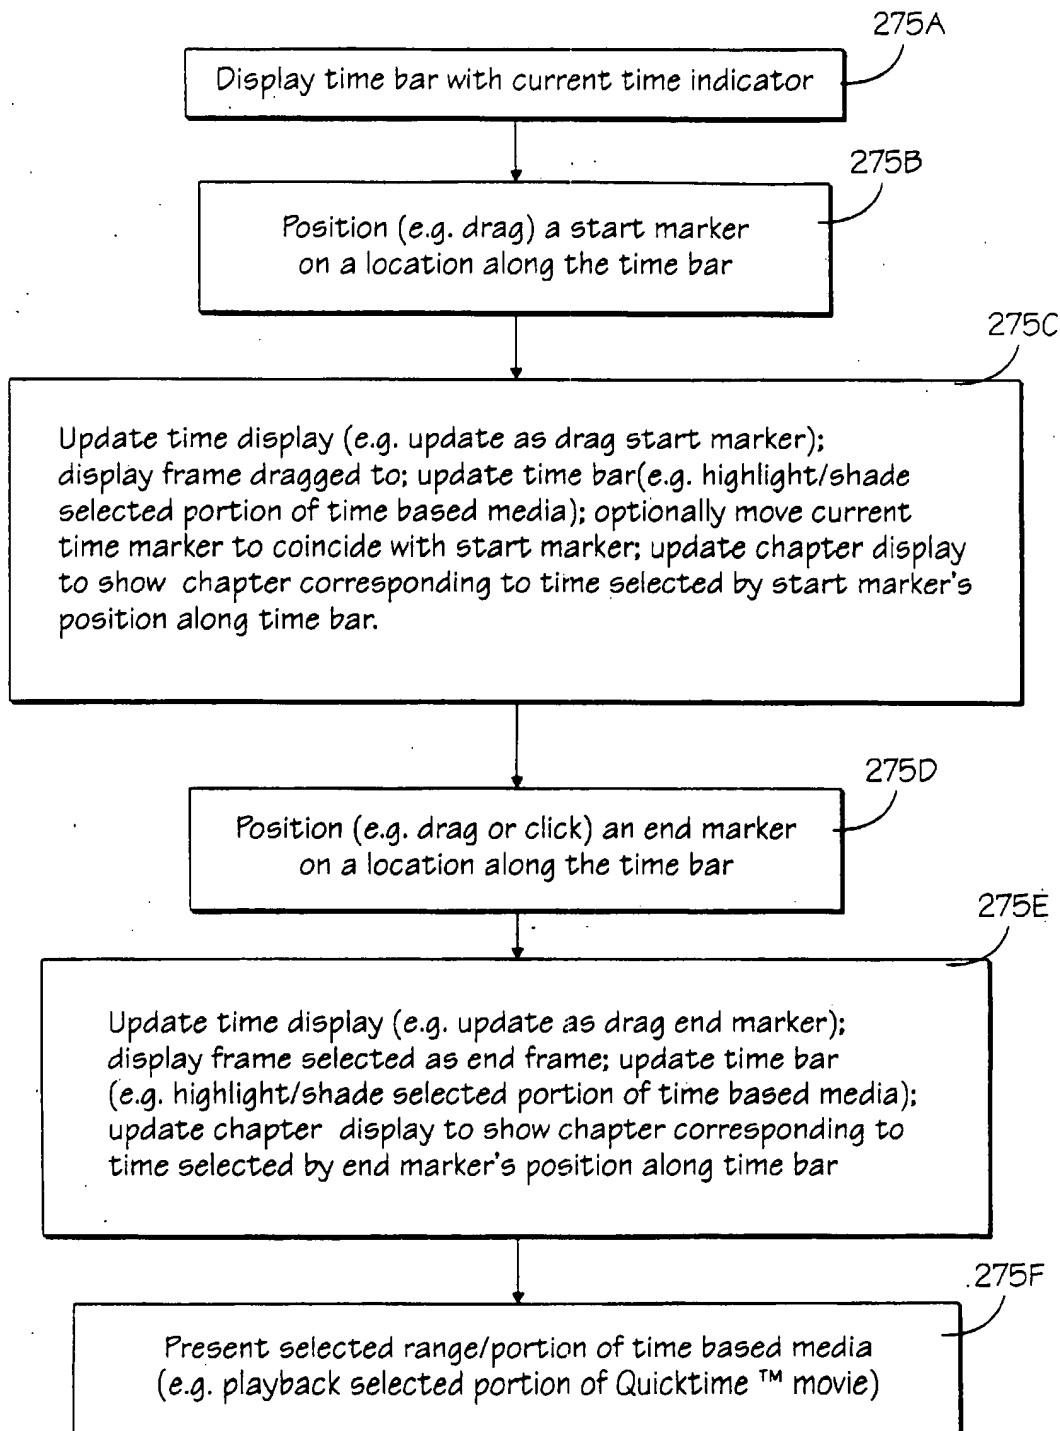 275A
Display time bar with current time indicator
275B
Position (e.g. drag) a start marker
on a location along the time bar
275C
Update time display (e.g. update as drag start marker);
display frame dragged to; update time bar(e.g. highlight/shade
selected portion of time based media); optionally move current
time marker to coincide with start marker; update chapter display
to show chapter corresponding to time selected by start marker's
position along time bar.
275D
Position (e.g. drag or click) an end marker
on a location along the time bar
275E
Update time display (e.g. update as drag end marker);
display frame selected as end frame; update time bar
(e.g. highlight/shade selected portion of time based media);
update chapter display to show chapter corresponding to
time selected by end marker's position along time bar
275F
Present selected range/portion of time based media
(e.g. playback selected portion of Quicktime ™ movie)